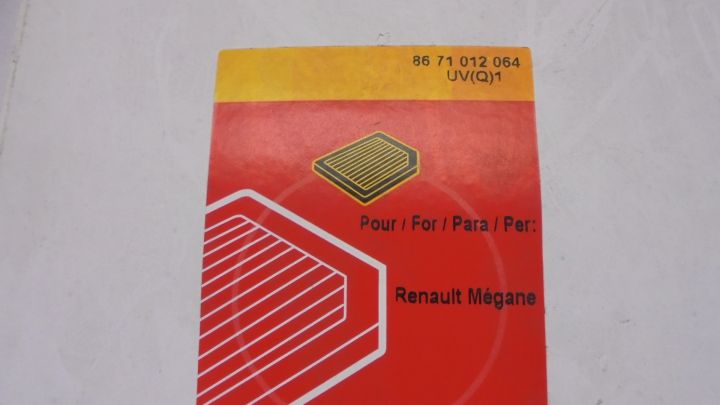 86 71 012 064
UV(Q)1
Pour / For / Para / Per:
Renault Mégane